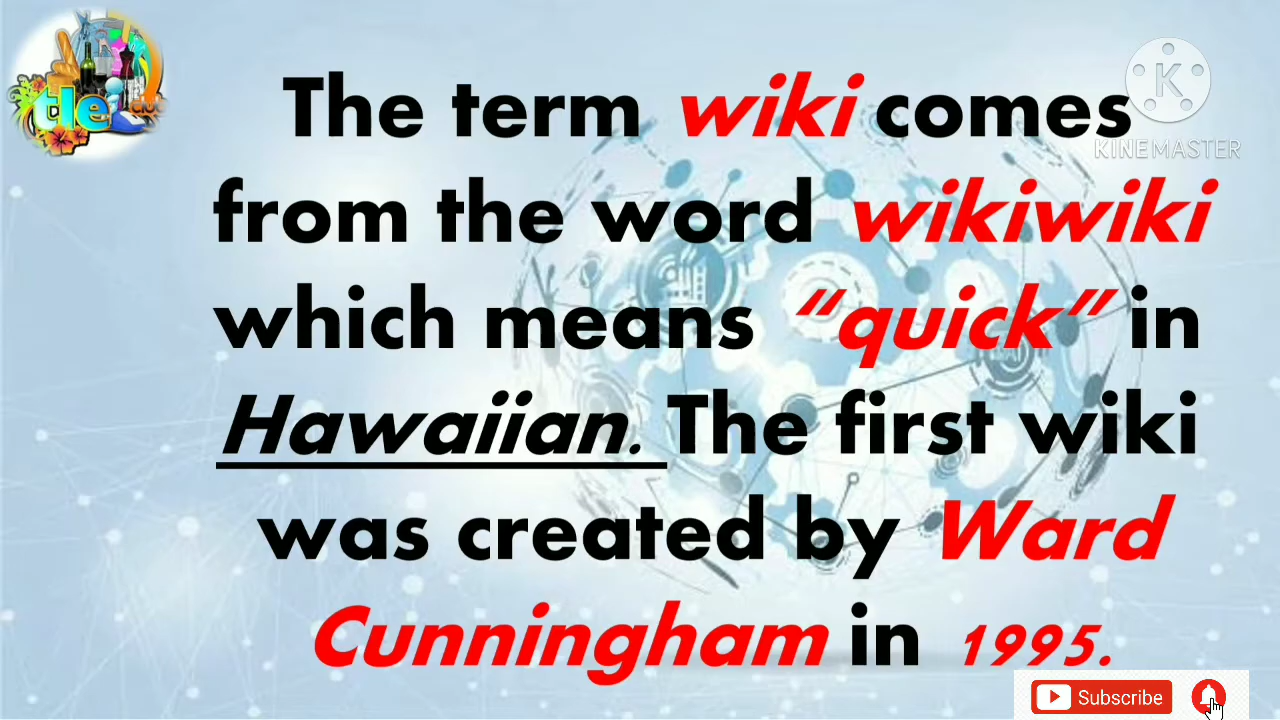 tle
The term wiki comes
K
KINEMASTER
from the word wikiwiki
which means “quick” in
Hawaiian. The first wiki
was created by Ward
Cunningham in 1995.
Subscribe